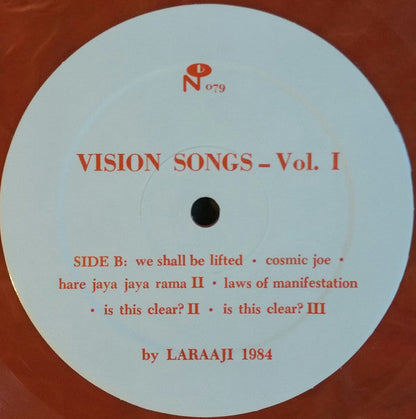 No 079
VISION SONGS – Vol. I
SIDE B: we shall be lifted • cosmic joe •
hare jaya jaya rama II • laws of manifestation
• is this clear? II • is this clear? III
by LARAAJI 1984